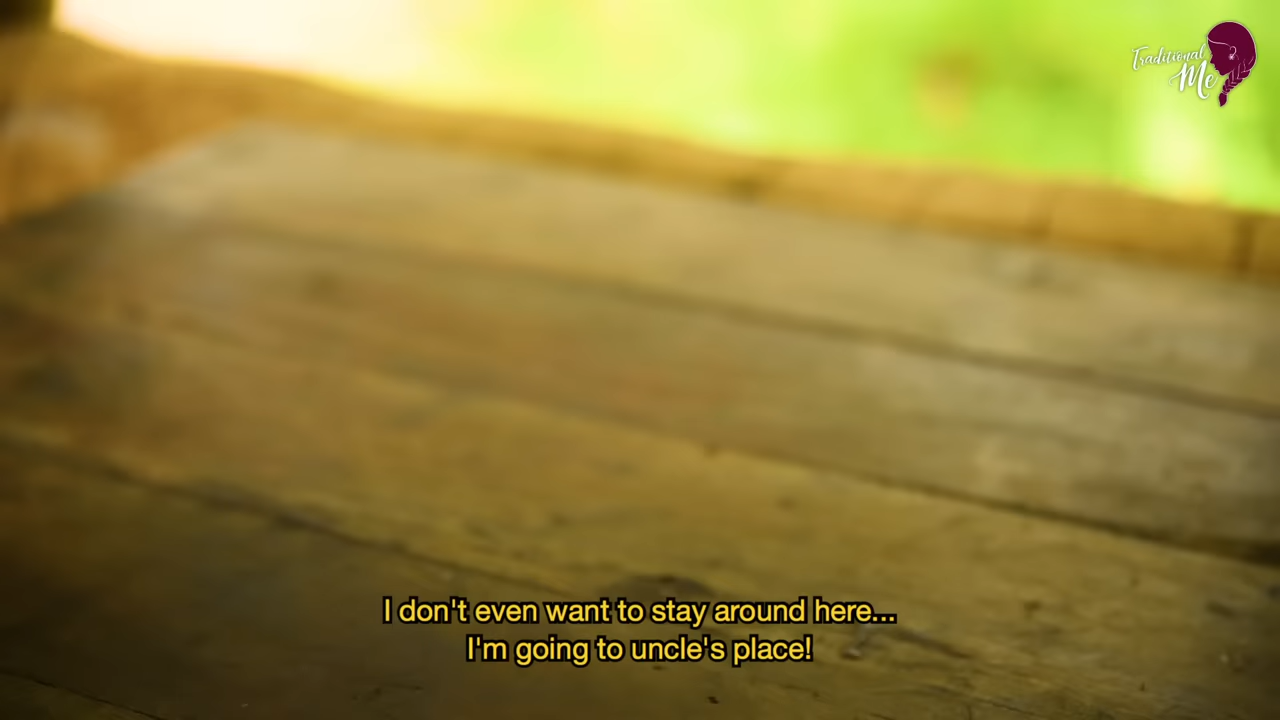 Traditional
Me
I don't even want to stay around here...
I'm going to uncle's place!